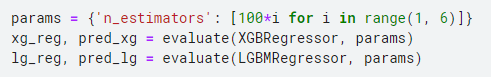 params = {'n_estimators': [100*i for i in range(1, 6)]}
xg_reg, pred_xg = evaluate(XGBRegressor, params)
lg_reg, pred_lg = evaluate(LGBMRegressor, params)